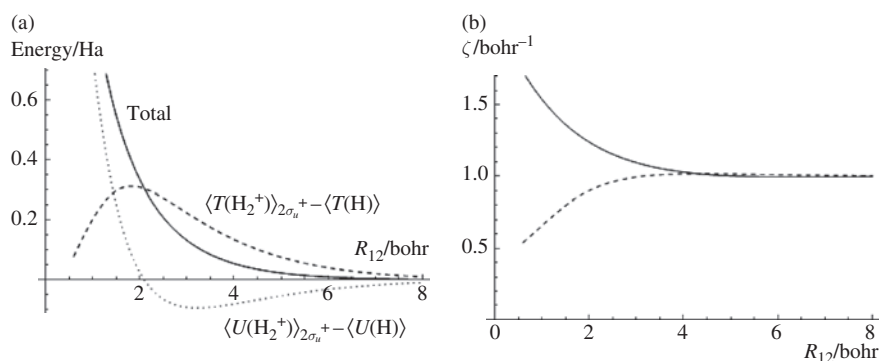 (a)
Energy/Ha
0.6
0.4
0.2
Total
⟨T(H₂⁺)⟩₂σᵤ⁺–⟨T(H)⟩
R₁₂/bohr
2
4
6
8
⟨U(H₂⁺)⟩₂σᵤ⁺–⟨U(H)⟩
(b)
ζ/bohr⁻¹
1.5
1.0
0.5
0
2
4
6
8
R₁₂/bohr